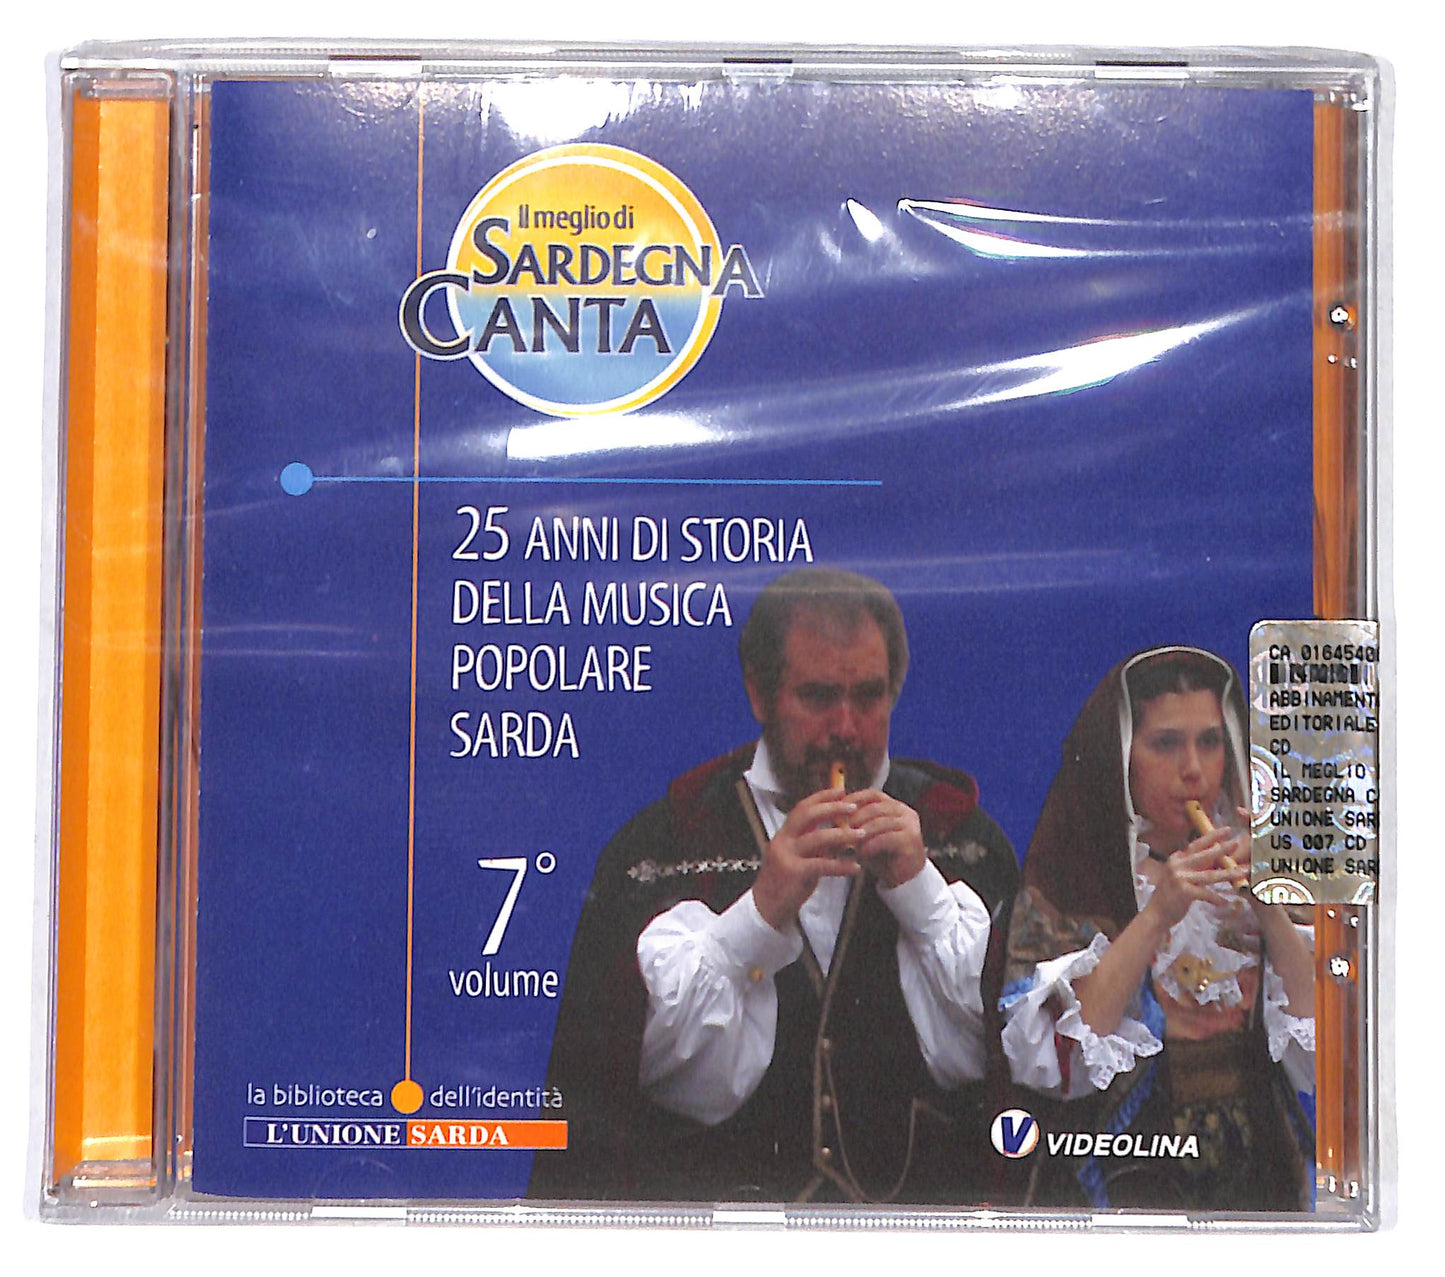 Il meglio di
SARDEGNA
CANTA
25 ANNI DI STORIA
DELLA MUSICA
POPOLARE
SARDA
7°
volume
la biblioteca dell'identità
L'UNIONE SARDA
VIDEOLINA
CA
ABBINAMENT
EDITORIALE
CD
IL MEGLIO
SARDEGNA C
UNIONE SAR
US 007 CD
UNIONE SAR